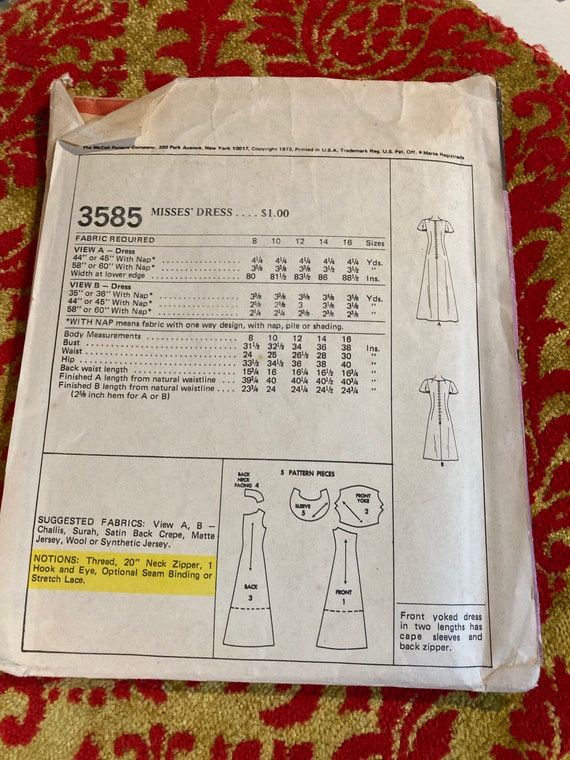 The McCall Pattern Company, 230 Park Avenue, New York 10017, Copyright 1973, Printed in U.S.A. Trademark Reg. U.S. Pat. Off. • Marca Registrada
3585 MISSES' DRESS .... $1.00
FABRIC REQUIRED 8 10 12 14 16 Sizes
VIEW A – Dress
44" or 45" With Nap* 4¼ 4¼ 4¼ 4¼ 4¼ Yds.
58" or 60" With Nap* 3⅜ 3⅜ 3⅜ 3½ 3½ "
Width at lower edge 80 81½ 83½ 86 88½ Ins.
VIEW B – Dress
35" or 36" With Nap* 3⅜ 3⅜ 3⅜ 3⅜ 3⅜ Yds.
44" or 45" With Nap* 3
58" or 60" With Nap* 2¼ 2¼ 2⅜ 2⅜ 2⅜ "
*WITH NAP means fabric with one way design, with nap, pile or shading.
Body Measurements 8 10 12 14 16
Bust 31½ 32½ 34 36 38 Ins.
Waist 24 25 26½ 28 30 "
Hip 33½ 34½ 36 38 40 "
Back waist length 15¾ 16 16¼ 16½ 16¾ "
Finished A length from natural waistline ... 39¾ 40 40¼ 40½ 40¾ "
Finished B length from natural waistline .... 23¾ 24 24¼ 24½ 24¾ "
(2⅝ inch hem for A or B)
A
B
5 PATTERN PIECES
BACK
NECK
FACING 4
SLEEVE
5
FRONT
YOKE
2
BACK
3
FRONT
1
SUGGESTED FABRICS: View A, B –
Challis, Surah, Satin Back Crepe, Matte
Jersey, Wool or Synthetic Jersey.
NOTIONS: Thread, 20" Neck Zipper, 1
Hook and Eye, Optional Seam Binding or
Stretch Lace.
Front yoked dress
in two lengths has
cape sleeves and
back zipper.